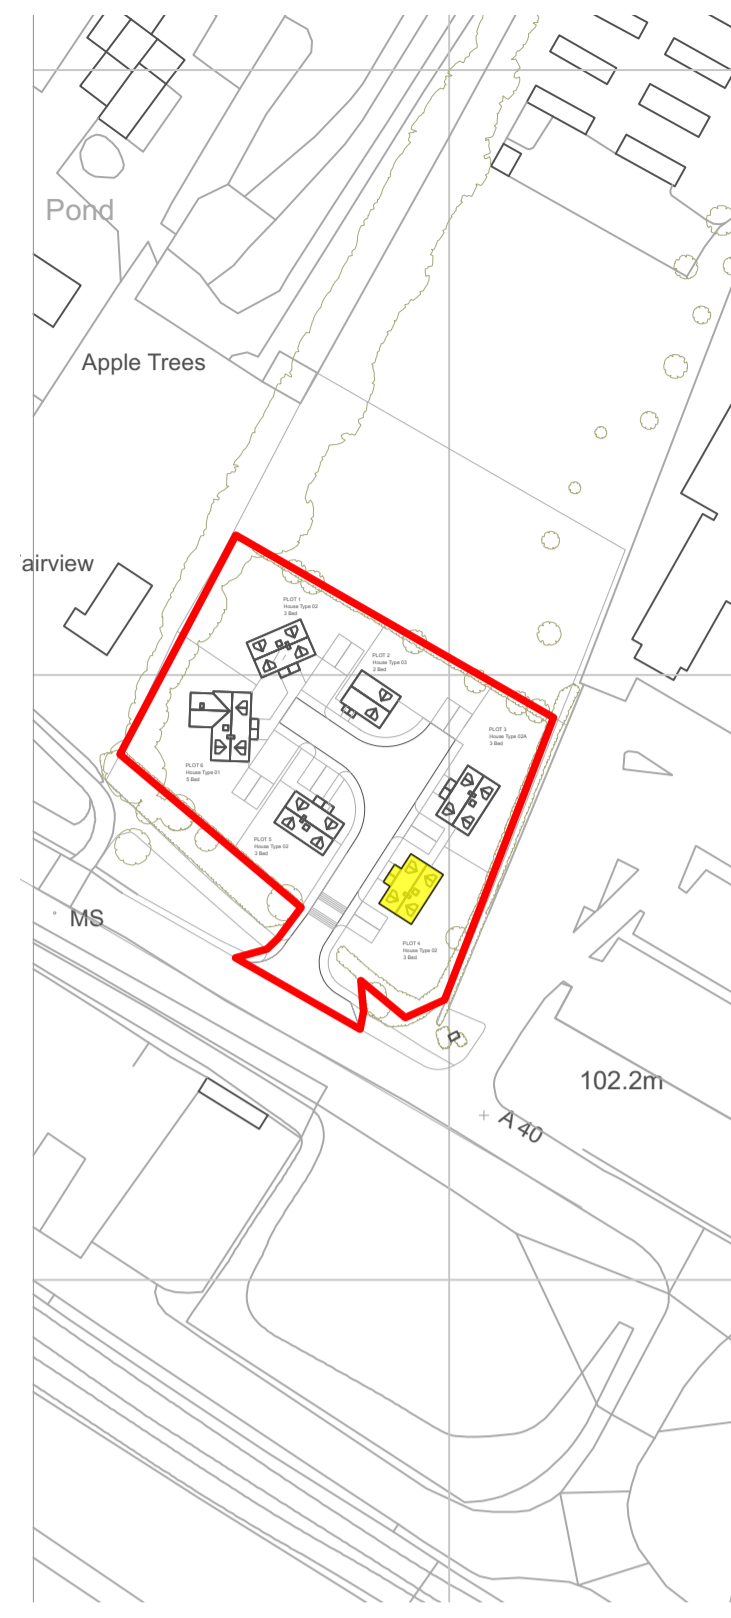 Pond
Apple Trees
airview
PLOT 1
House Type 02
3 Bed
PLOT 2
House Type 03
2 Bed
PLOT 3
House Type 02A
3 Bed
PLOT 6
House Type 01
5 Bed
PLOT 5
House Type 02
3 Bed
MS
PLOT 4
House Type 02
3 Bed
102.2m
A 40